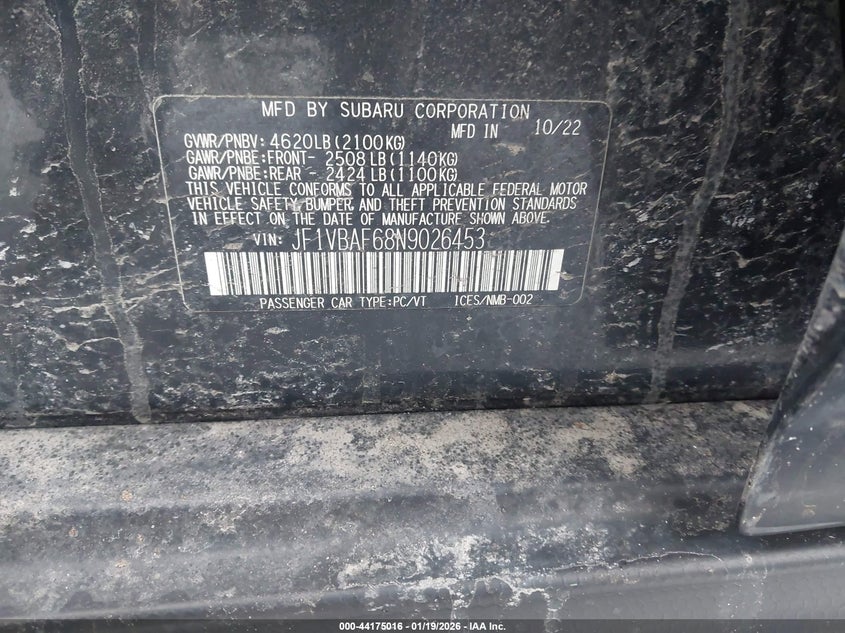 MFD BY SUBARU CORPORATION
MFD IN 10/22
GVWR/PNBV: 4620LB(2100KG)
GAWR/PNBE:FRONT- 2508LB(1140KG)
GAWR/PNBE:REAR - 2424LB(1100KG)
THIS VEHICLE CONFORMS TO ALL APPLICABLE FEDERAL MOTOR
VEHICLE SAFETY, BUMPER, AND THEFT PREVENTION STANDARDS
IN EFFECT ON THE DATE OF MANUFACTURE SHOWN ABOVE.
VIN: JF1VBAF68N9026453
PASSENGER CAR TYPE:PC/VT ICES/NMB-002
000-44175016 - 01/19/2026 - IAA Inc.